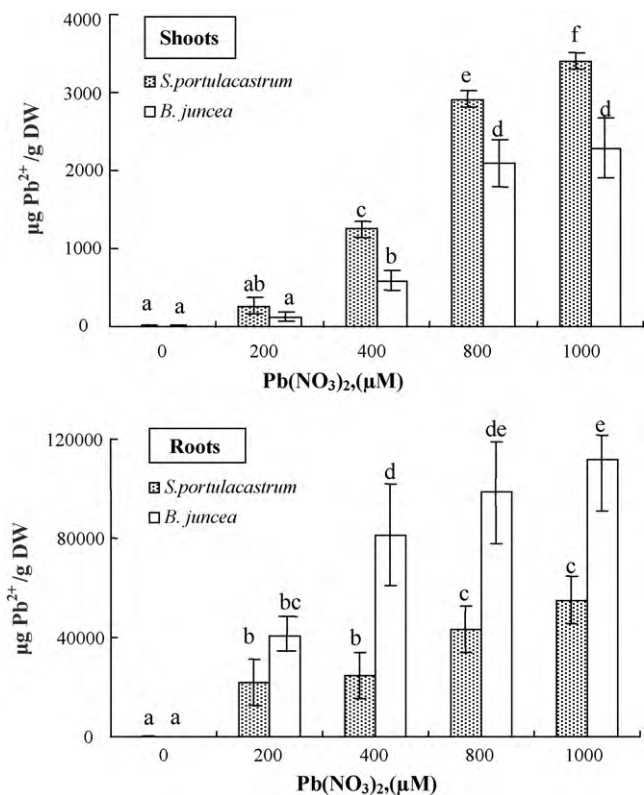 Shoots
S.portulacastrum
B. juncea
µg Pb²⁺/g DW
4000
3000
2000
1000
0
a a ab a c b e d f d
0 200 400 800 1000
Pb(NO₃)₂,(µM)
Roots
S.portulacastrum
B. juncea
µg Pb²⁺/g DW
120000
80000
40000
0
a a b bc b d c de c e
0 200 400 800 1000
Pb(NO₃)₂,(µM)